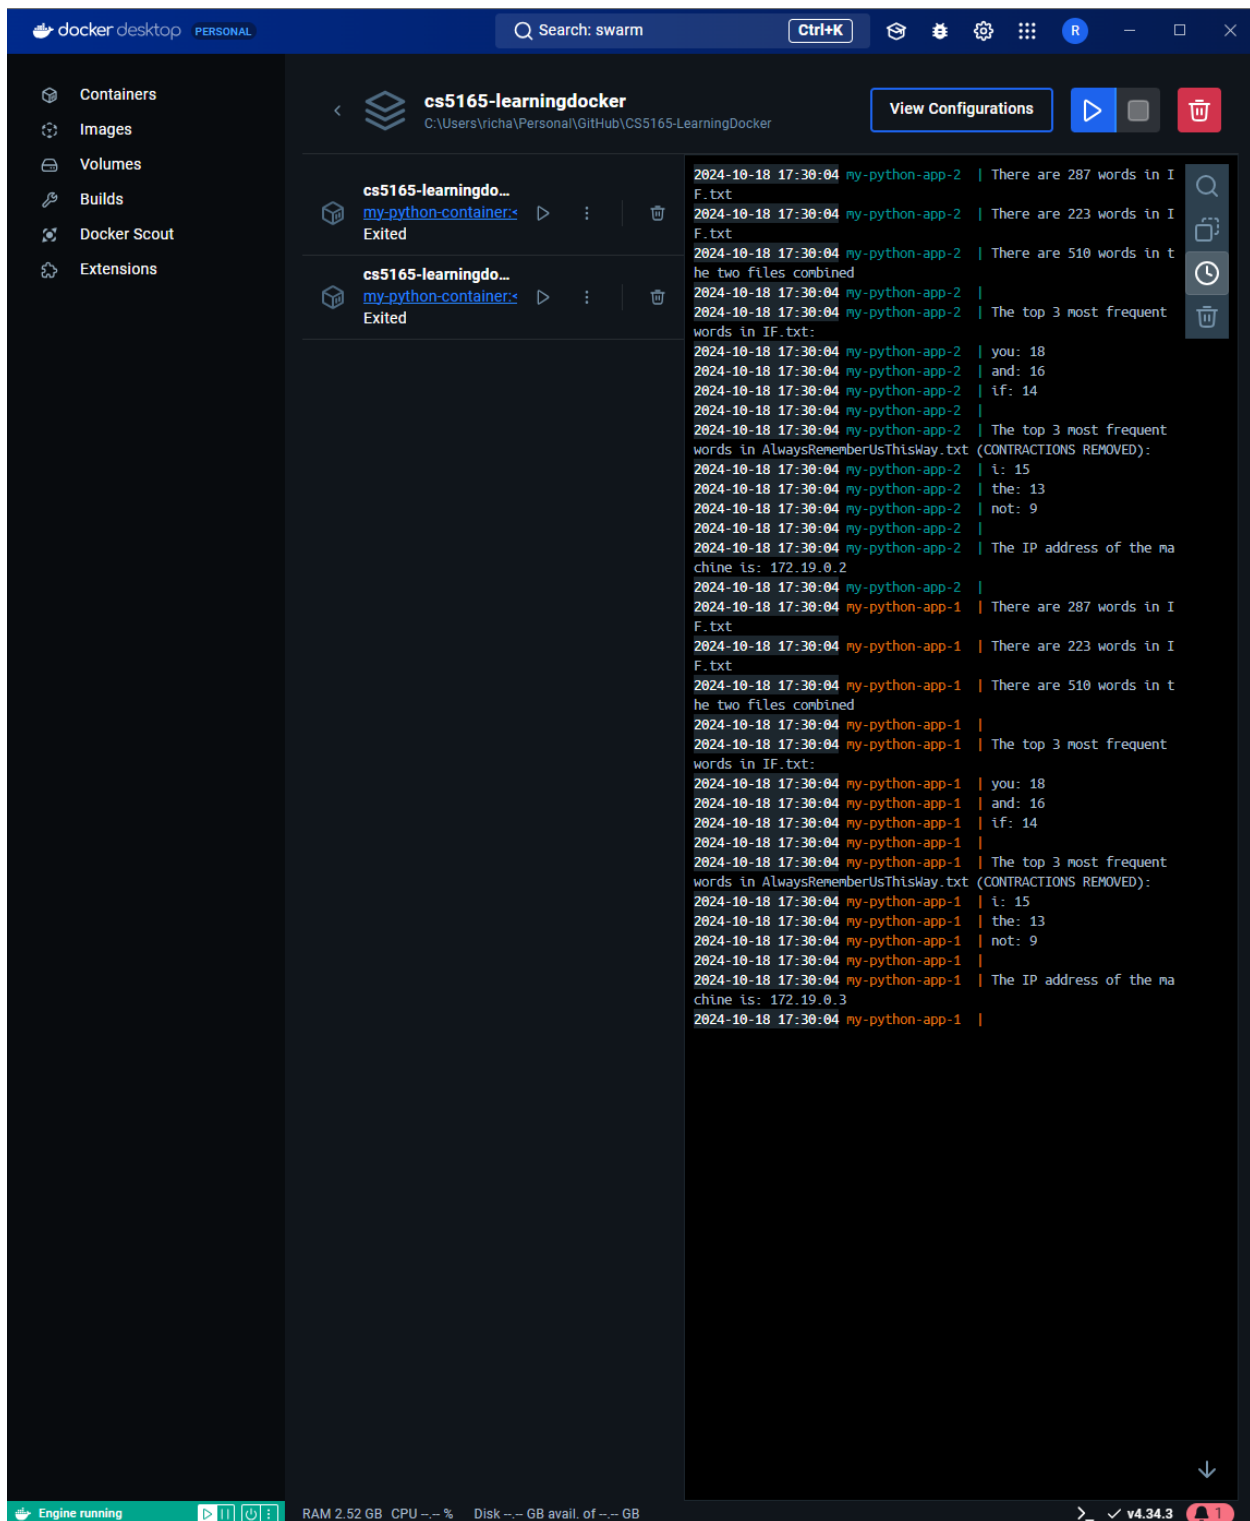 docker desktop PERSONAL
Search: swarm
Ctrl+K
R
Containers
Images
Volumes
Builds
Docker Scout
Extensions
cs5165-learningdocker
C:\Users\richa\Personal\GitHub\CS5165-LearningDocker
View Configurations
cs5165-learningdo...
my-python-container:<
Exited
cs5165-learningdo...
my-python-container:<
Exited
2024-10-18 17:30:04 my-python-app-2 | There are 287 words in I
F.txt
2024-10-18 17:30:04 my-python-app-2 | There are 223 words in I
F.txt
2024-10-18 17:30:04 my-python-app-2 | There are 510 words in t
he two files combined
2024-10-18 17:30:04 my-python-app-2 |
2024-10-18 17:30:04 my-python-app-2 | The top 3 most frequent
words in IF.txt:
2024-10-18 17:30:04 my-python-app-2 | you: 18
2024-10-18 17:30:04 my-python-app-2 | and: 16
2024-10-18 17:30:04 my-python-app-2 | if: 14
2024-10-18 17:30:04 my-python-app-2 |
2024-10-18 17:30:04 my-python-app-2 | The top 3 most frequent
words in AlwaysRememberUsThisWay.txt (CONTRACTIONS REMOVED):
2024-10-18 17:30:04 my-python-app-2 | i: 15
2024-10-18 17:30:04 my-python-app-2 | the: 13
2024-10-18 17:30:04 my-python-app-2 | not: 9
2024-10-18 17:30:04 my-python-app-2 |
2024-10-18 17:30:04 my-python-app-2 | The IP address of the ma
chine is: 172.19.0.2
2024-10-18 17:30:04 my-python-app-2 |
2024-10-18 17:30:04 my-python-app-1 | There are 287 words in I
F.txt
2024-10-18 17:30:04 my-python-app-1 | There are 223 words in I
F.txt
2024-10-18 17:30:04 my-python-app-1 | There are 510 words in t
he two files combined
2024-10-18 17:30:04 my-python-app-1 |
2024-10-18 17:30:04 my-python-app-1 | The top 3 most frequent
words in IF.txt:
2024-10-18 17:30:04 my-python-app-1 | you: 18
2024-10-18 17:30:04 my-python-app-1 | and: 16
2024-10-18 17:30:04 my-python-app-1 | if: 14
2024-10-18 17:30:04 my-python-app-1 |
2024-10-18 17:30:04 my-python-app-1 | The top 3 most frequent
words in AlwaysRememberUsThisWay.txt (CONTRACTIONS REMOVED):
2024-10-18 17:30:04 my-python-app-1 | i: 15
2024-10-18 17:30:04 my-python-app-1 | the: 13
2024-10-18 17:30:04 my-python-app-1 | not: 9
2024-10-18 17:30:04 my-python-app-1 |
2024-10-18 17:30:04 my-python-app-1 | The IP address of the ma
chine is: 172.19.0.3
2024-10-18 17:30:04 my-python-app-1 |
Engine running
RAM 2.52 GB CPU --.-- % Disk --.-- GB avail. of --.-- GB
v4.34.3
1